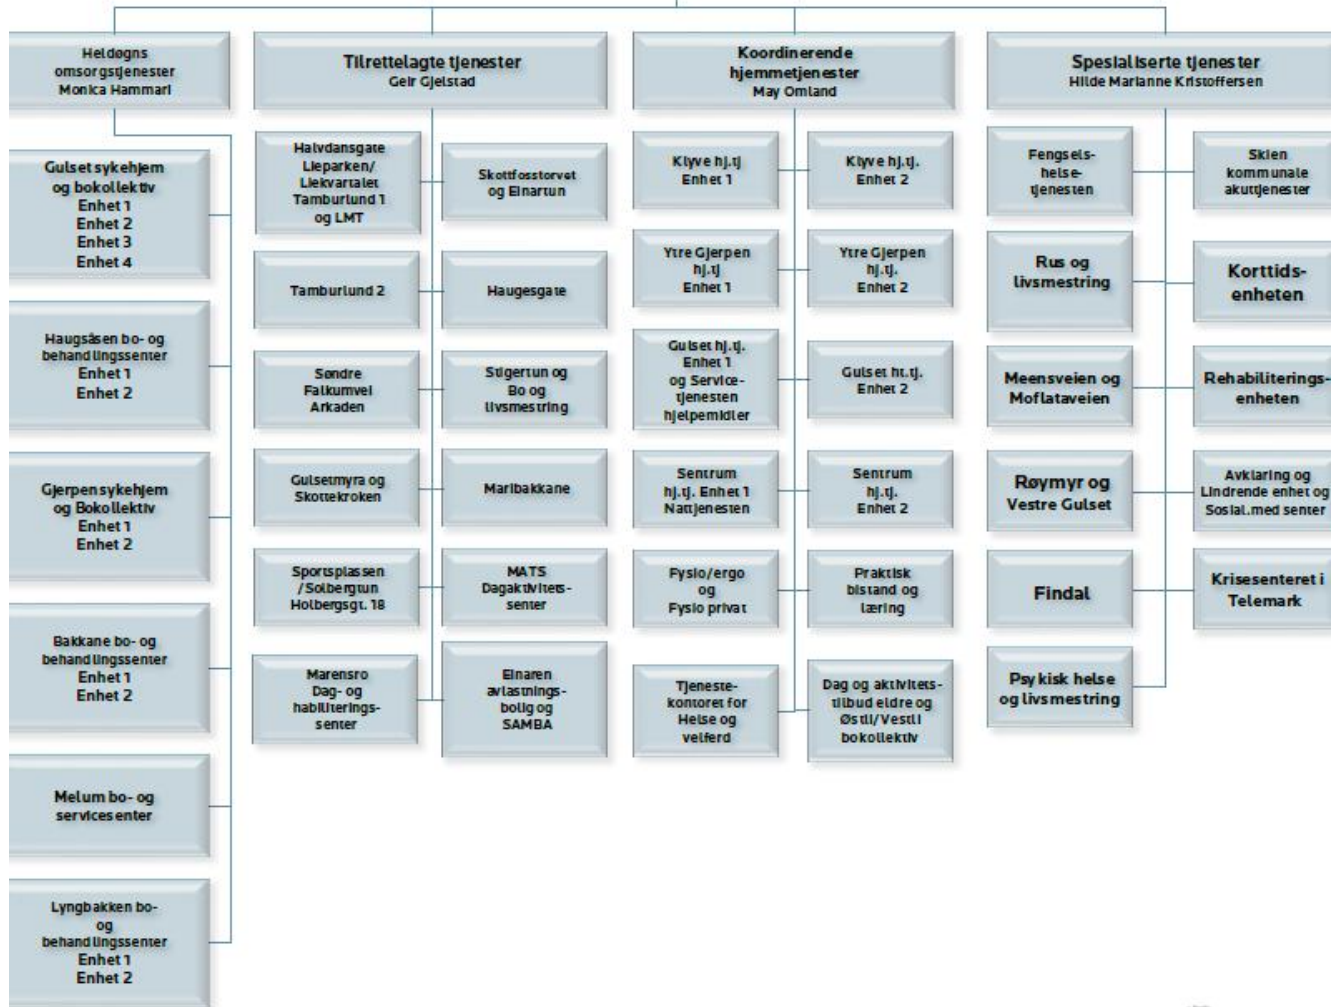 Heldøgns
omsorgstjenester
Monica Hammarl
Gulset sykehjem
og bokollektiv
Enhet 1
Enhet 2
Enhet 3
Enhet 4
Haugsåsen bo- og
behandlingssenter
Enhet 1
Enhet 2
Gjerpen sykehjem
og Bokollektiv
Enhet 1
Enhet 2
Bakkane bo- og
behandlingssenter
Enhet 1
Enhet 2
Melum bo- og
servicesenter
Lyngbakken bo-
og
behandlingssenter
Enhet 1
Enhet 2
Tilrettelagte tjenester
Geir Gjelstad
Halvdansgate
Lieparken/
Liekvartalet
Tamburlund 1
og LMT
Skottfosstorvet
og Einartun
Tamburlund 2
Haugesgate
Søndre
Falkumvei
Arkaden
Stigertun og
Bo og
livsmestring
Gulsetmyra og
Skottekroken
Maribakkane
Sportsplassen
/Solbergtun
Holbergsgt. 18
MATS
Dagaktivitets-
senter
Marensro
Dag- og
habiliterings-
senter
Einaren
avlastnings-
bolig og
SAMBA
Koordinerende
hjemmetjenester
May Omland
Klyve hj.tj
Enhet 1
Klyve hj.tj.
Enhet 2
Ytre Gjerpen
hj.tj
Enhet 1
Ytre Gjerpen
hj.tj.
Enhet 2
Gulset hj.tj.
Enhet 1
og Service-
tjenesten
hjelpemidler
Gulset ht.tj.
Enhet 2
Sentrum
hj.tj. Enhet 1
Nattjenesten
Sentrum
hj.tj.
Enhet 2
Fysio/ergo
og
Fysio privat
Praktisk
bistand og
læring
Tjeneste-
kontoret for
Helse og
velferd
Dag og aktivitets-
tilbud eldre og
Østli/Vestli
bokollektiv
Spesialiserte tjenester
Hilde Marianne Kristoffersen
Fengsels-
helse-
tjenesten
Skien
kommunale
akuttjenester
Rus og
livsmestring
Korttids-
enheten
Meensveien og
Moflataveien
Rehabiliterings-
enheten
Røymyr og
Vestre Gulset
Avklaring og
Lindrende enhet og
Sosial.med senter
Findal
Krisesenteret i
Telemark
Psykisk helse
og livsmestring